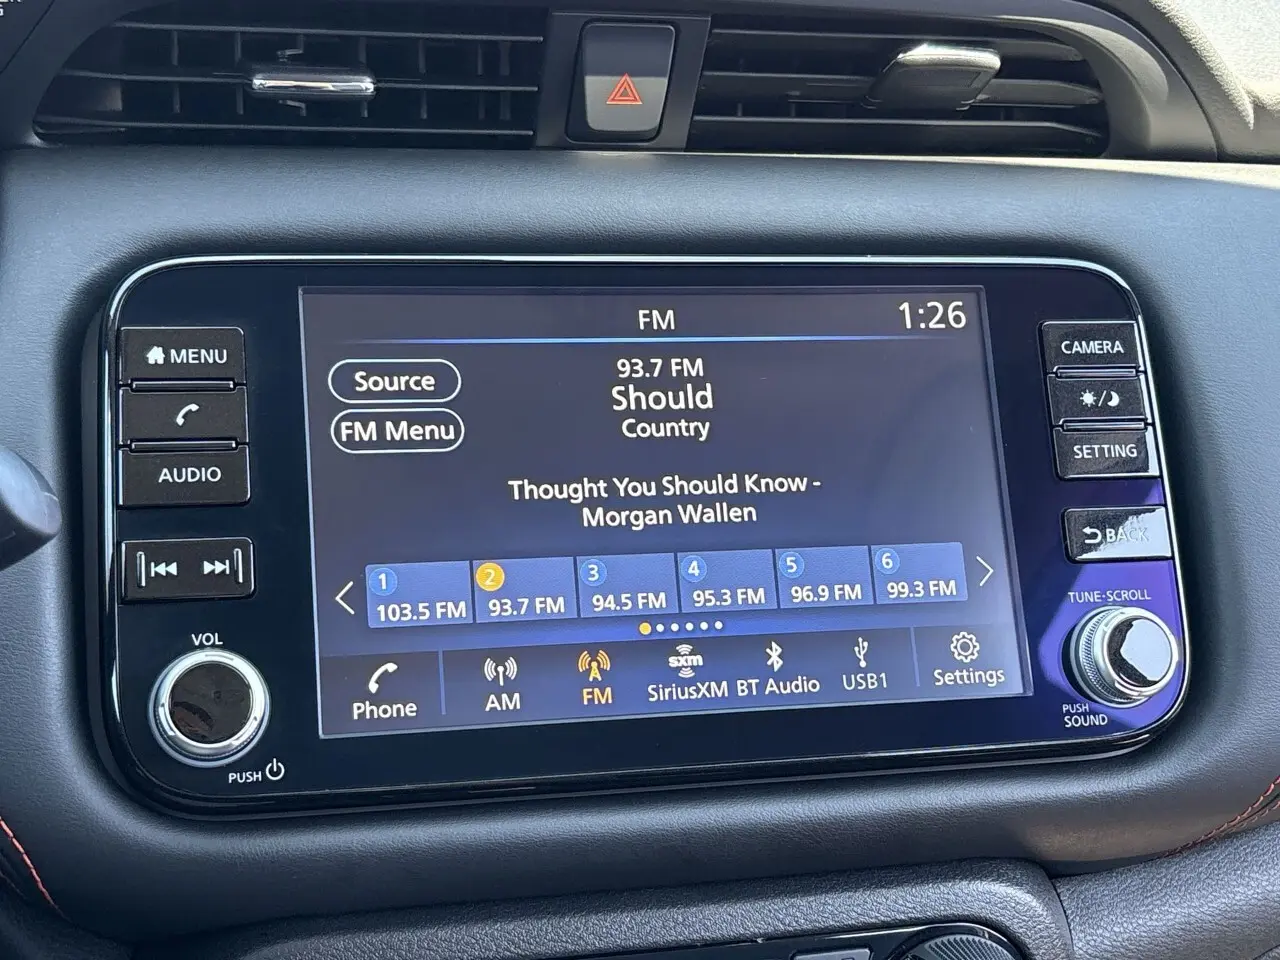 FM
1:26
MENU
Source
93.7 FM
Should
Country
FM Menu
AUDIO
Thought You Should Know -
Morgan Wallen
1
103.5 FM
2
93.7 FM
3
94.5 FM
4
95.3 FM
5
96.9 FM
6
99.3 FM
Phone
AM
FM
sxm
SiriusXM
BT Audio
USB1
Settings
VOL
PUSH
CAMERA
SETTING
BACK
TUNE·SCROLL
PUSH
SOUND